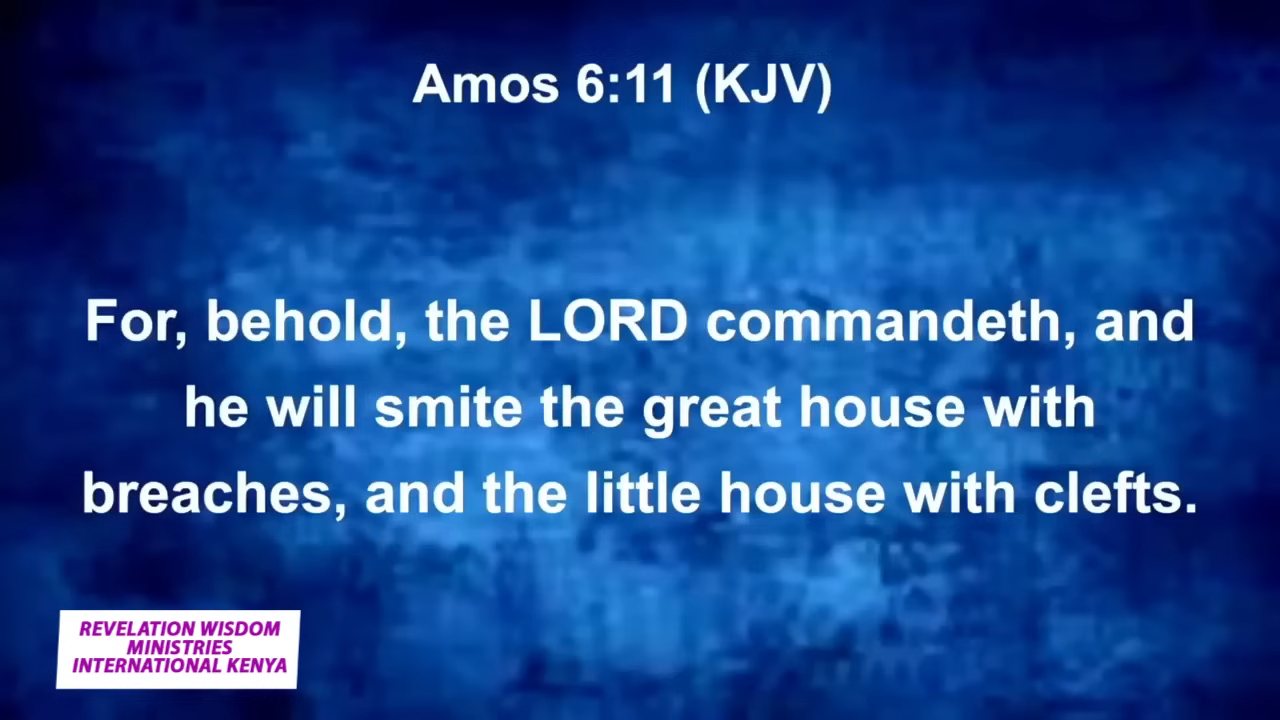 Amos 6:11 (KJV)
For, behold, the LORD commandeth, and
he will smite the great house with
breaches, and the little house with clefts.
REVELATION WISDOM
MINISTRIES
INTERNATIONAL KENYA